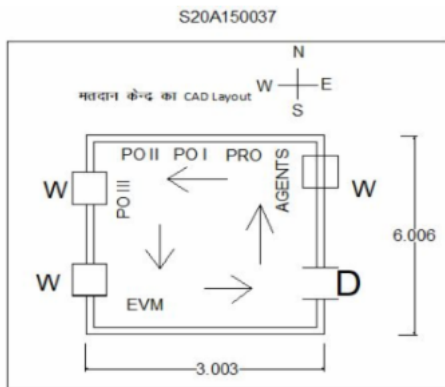 S20A150037
N
W E
S
मतदान केन्द्र का CAD Layout
PO II PO I PRO
W
PO III
AGENTS
W
6.006
W
D
EVM
3.003